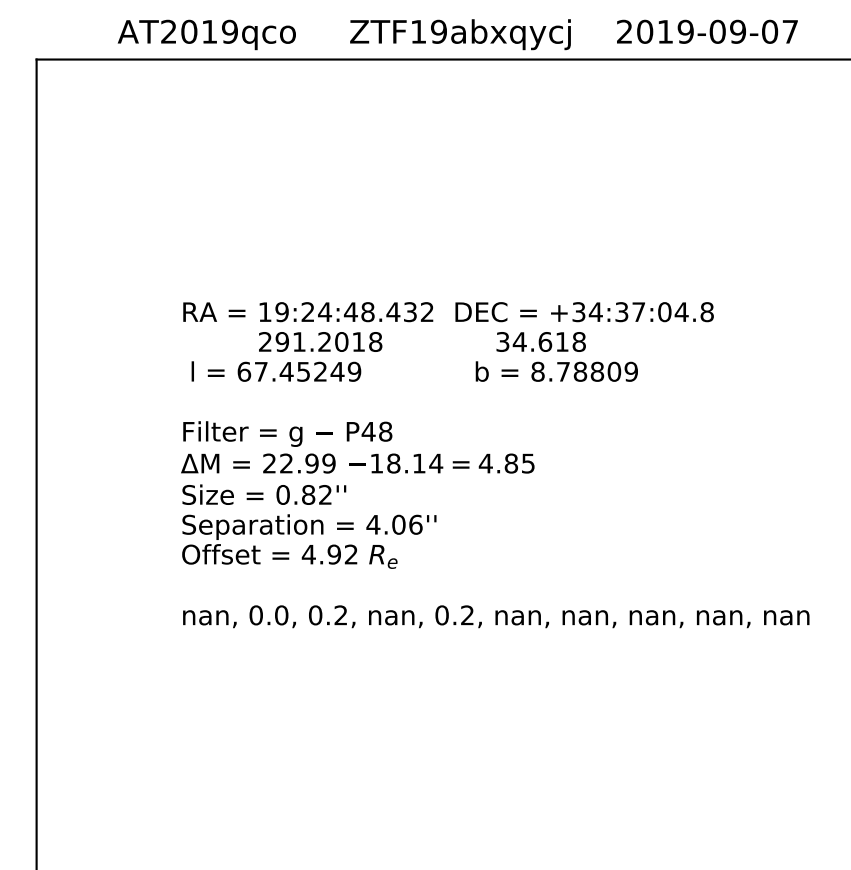 AT2019qco ZTF19abxqycj 2019-09-07
RA = 19:24:48.432 DEC = +34:37:04.8
291.2018 34.618
l = 67.45249 b = 8.78809
Filter = g − P48
ΔM = 22.99 −18.14 = 4.85
Size = 0.82''
Separation = 4.06''
Offset = 4.92 Rₑ
nan, 0.0, 0.2, nan, 0.2, nan, nan, nan, nan, nan